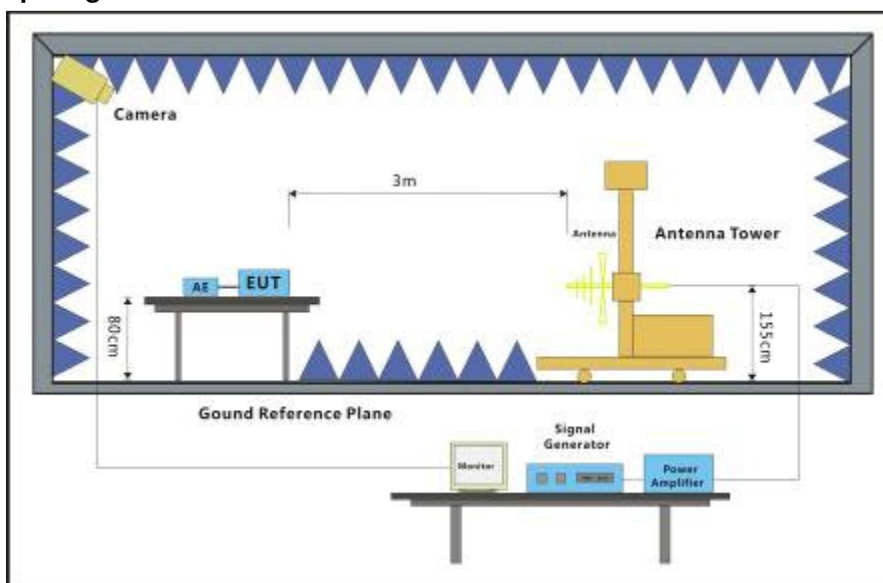 Camera
3m
Antenna
Antenna Tower
AE
EUT
80cm
155cm
Gound Reference Plane
Signal
Generator
Monitor
Power
Amplifier